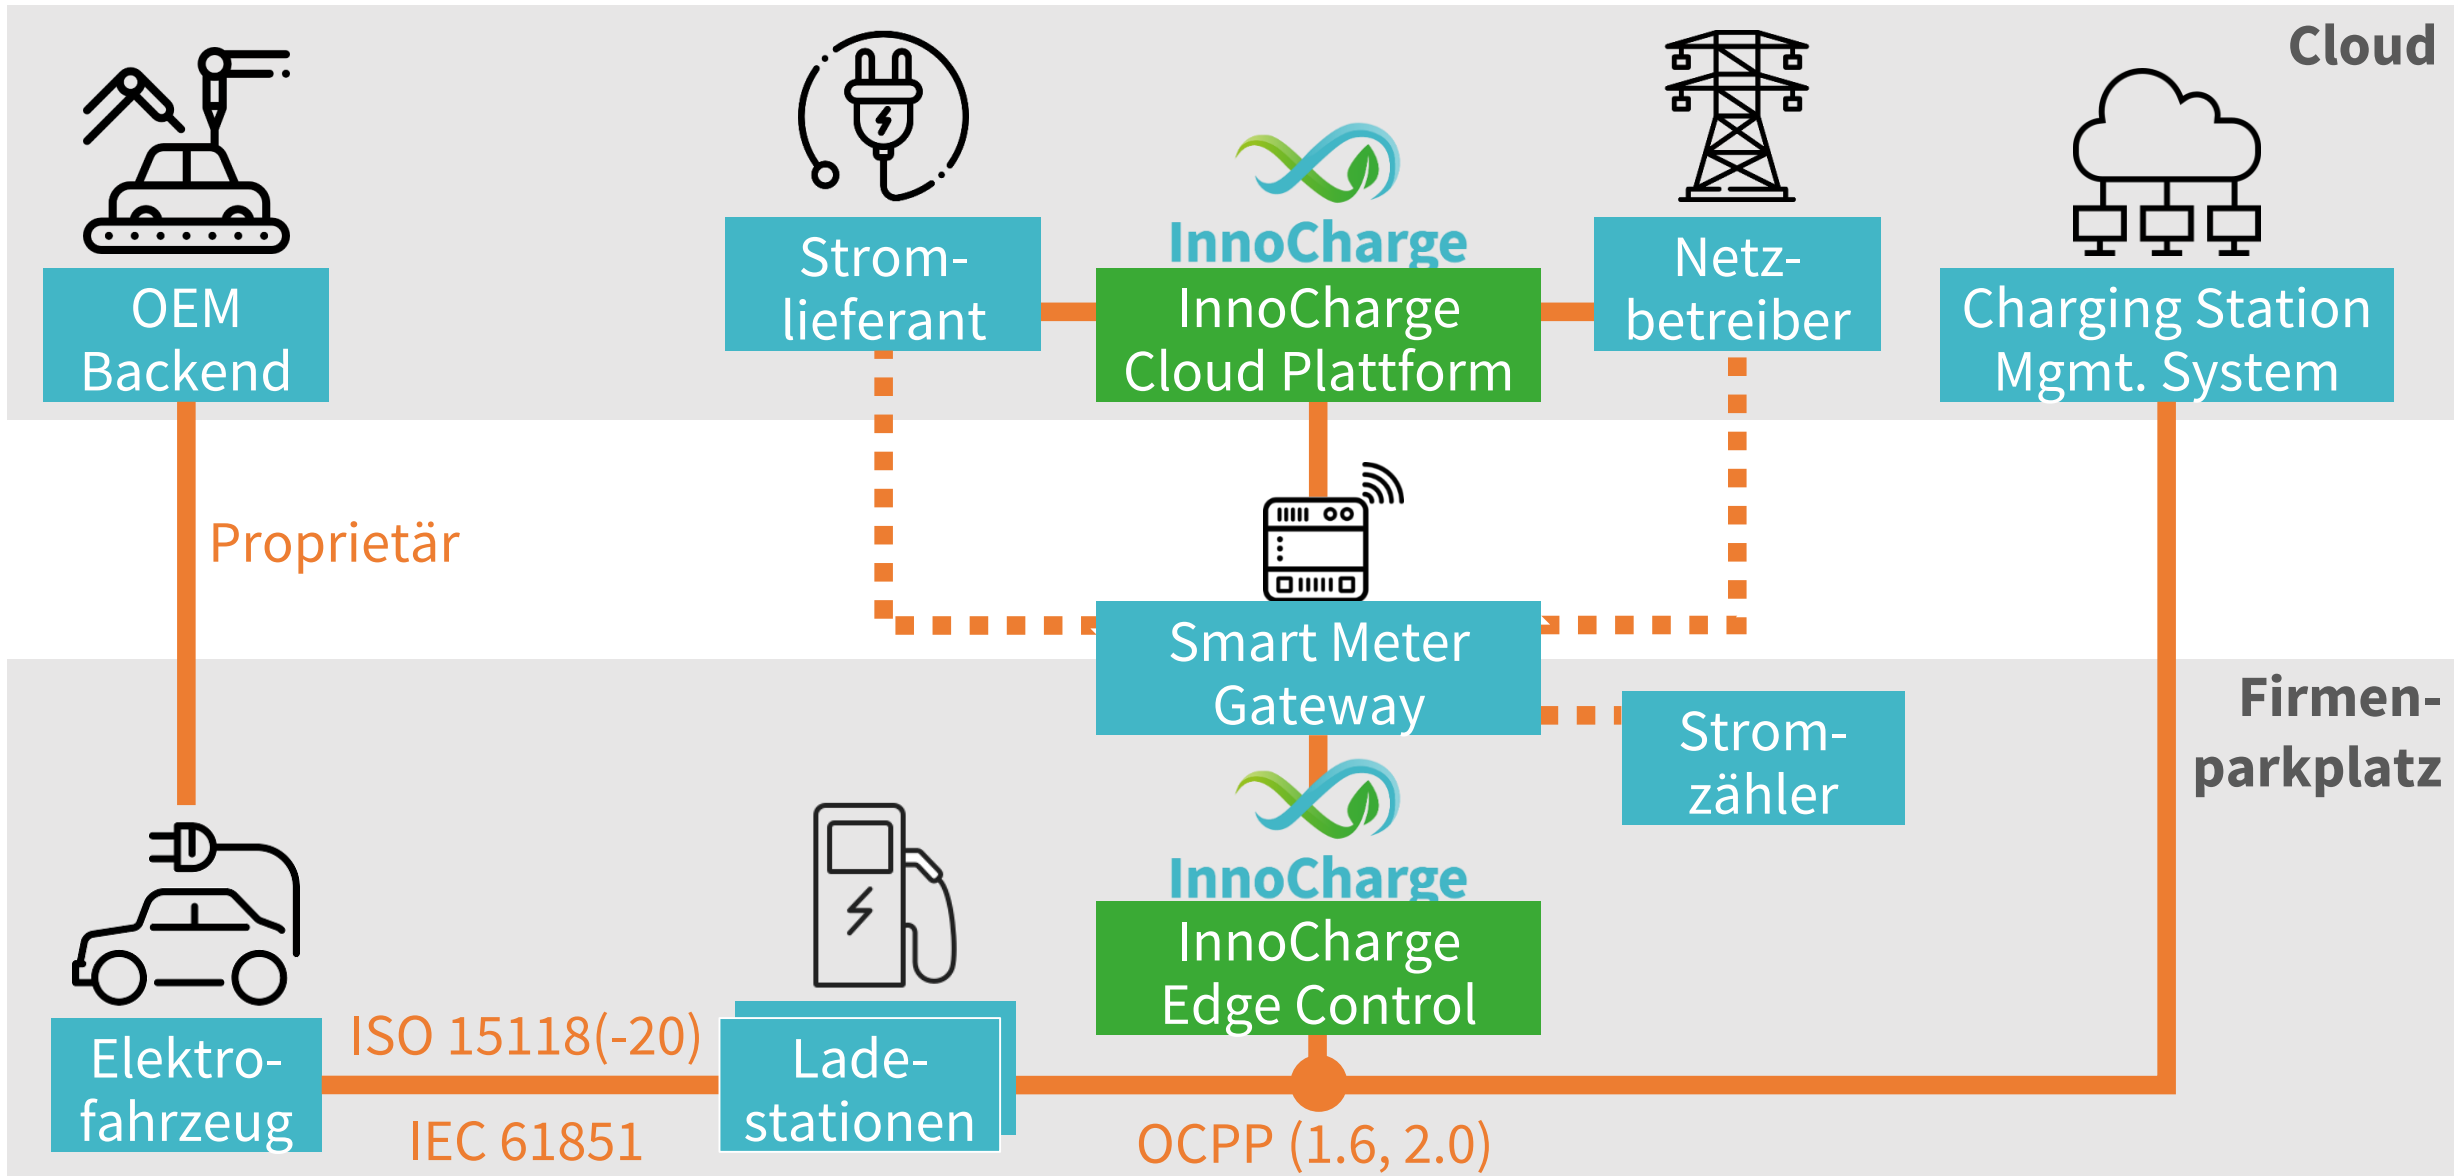 Cloud
OEM
Backend
Strom-
lieferant
InnoCharge
InnoCharge
Cloud Plattform
Netz-
betreiber
Charging Station
Mgmt. System
Proprietär
Smart Meter
Gateway
Firmen-
parkplatz
Strom-
zähler
InnoCharge
InnoCharge
Edge Control
Elektro-
fahrzeug
ISO 15118(-20)
IEC 61851
Lade-
stationen
OCPP (1.6, 2.0)